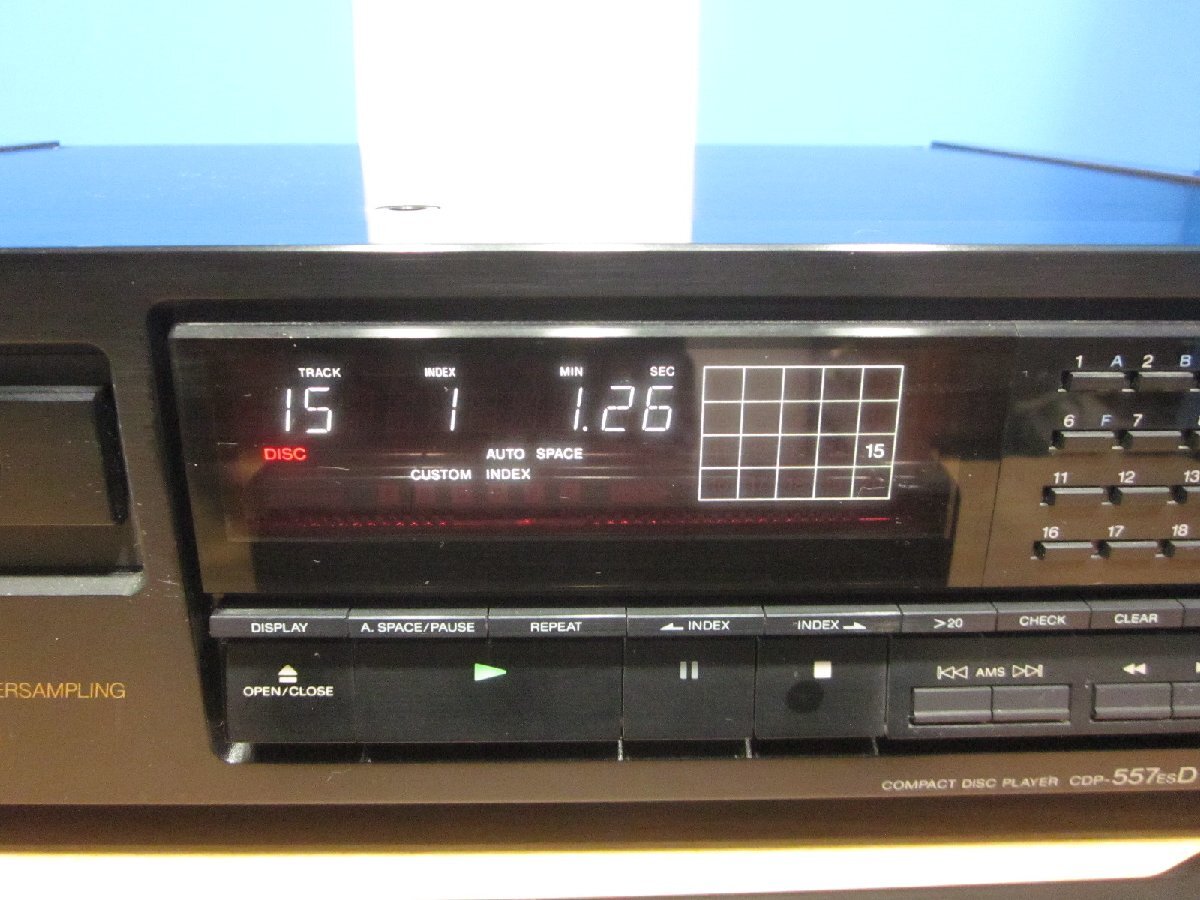 TRACK INDEX MIN SEC
15 1 1.26
DISC AUTO SPACE 15
CUSTOM INDEX
1 A 2 B
6 F 7
11 12 13
16 17 18
DISPLAY A. SPACE/PAUSE REPEAT INDEX INDEX >20 CHECK CLEAR
OPEN/CLOSE AMS
ERSAMPLING
COMPACT DISC PLAYER CDP-557ESD